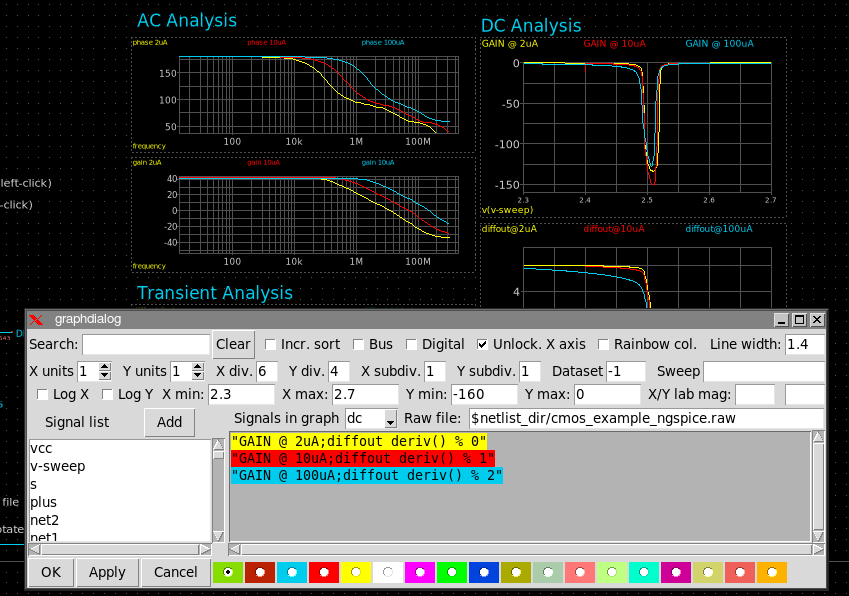 AC Analysis
phase 2uA phase 10uA phase 100uA
150
100
50
100 10k 1M 100M
frequency
gain 2uA gain 10uA gain 10uA
40
20
0
-20
-40
100 10k 1M 100M
frequency
Transient Analysis
DC Analysis
GAIN @ 2uA GAIN @ 10uA GAIN @ 100uA
0
-50
-100
-150
2.3 2.4 2.5 2.6 2.7
v(v-sweep)
diffout@2uA diffout@10uA diffout@100uA
4
left-click)
-click)
D
file
otate
graphdialog
Search: Clear Incr. sort Bus Digital Unlock. X axis Rainbow col. Line width: 1.4
X units 1 Y units 1 X div. 6 Y div. 4 X subdiv. 1 Y subdiv. 1 Dataset -1 Sweep
Log X Log Y X min: 2.3 X max: 2.7 Y min: -160 Y max: 0 X/Y lab mag:
Signal list Add Signals in graph dc Raw file: $netlist_dir/cmos_example_ngspice.raw
vcc
v-sweep
s
plus
net2
net1
"GAIN @ 2uA;diffout deriv() % 0"
"GAIN @ 10uA;diffout deriv() % 1"
"GAIN @ 100uA;diffout deriv() % 2"
OK Apply Cancel